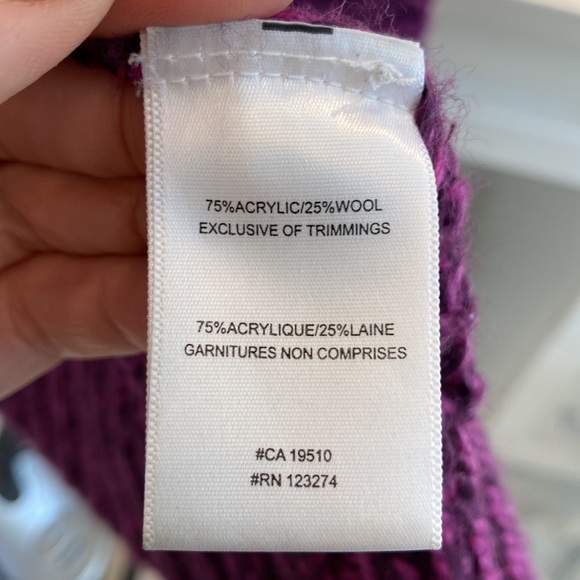 75%ACRYLIC/25%WOOL
EXCLUSIVE OF TRIMMINGS
75%ACRYLIQUE/25%LAINE
GARNITURES NON COMPRISES
#CA 19510
#RN 123274